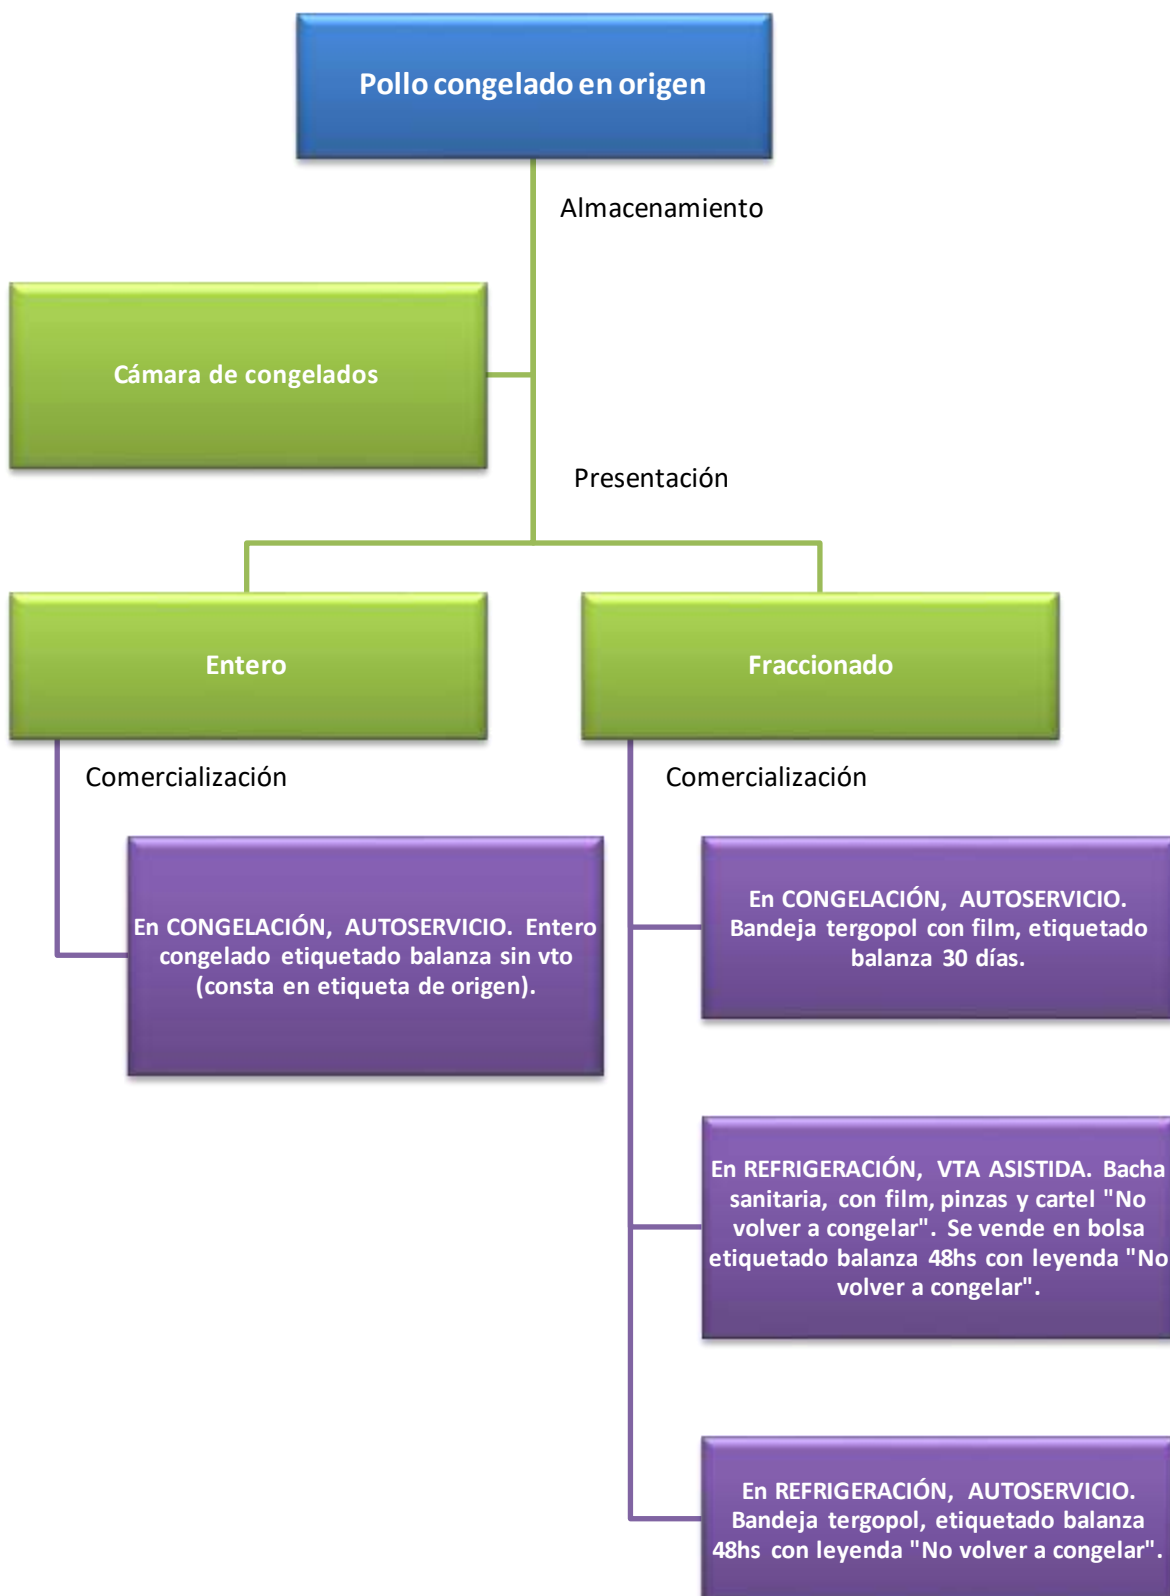 Pollo congelado en origen
Almacenamiento
Cámara de congelados
Presentación
Entero
Fraccionado
Comercialización
Comercialización
En CONGELACIÓN, AUTOSERVICIO. Entero
congelado etiquetado balanza sin vto
(consta en etiqueta de origen).
En CONGELACIÓN, AUTOSERVICIO.
Bandeja tergopol con film, etiquetado
balanza 30 días.
En REFRIGERACIÓN, VTA ASISTIDA. Bacha
sanitaria, con film, pinzas y cartel "No
volver a congelar". Se vende en bolsa
etiquetado balanza 48hs con leyenda "No
volver a congelar".
En REFRIGERACIÓN, AUTOSERVICIO.
Bandeja tergopol, etiquetado balanza
48hs con leyenda "No volver a congelar".